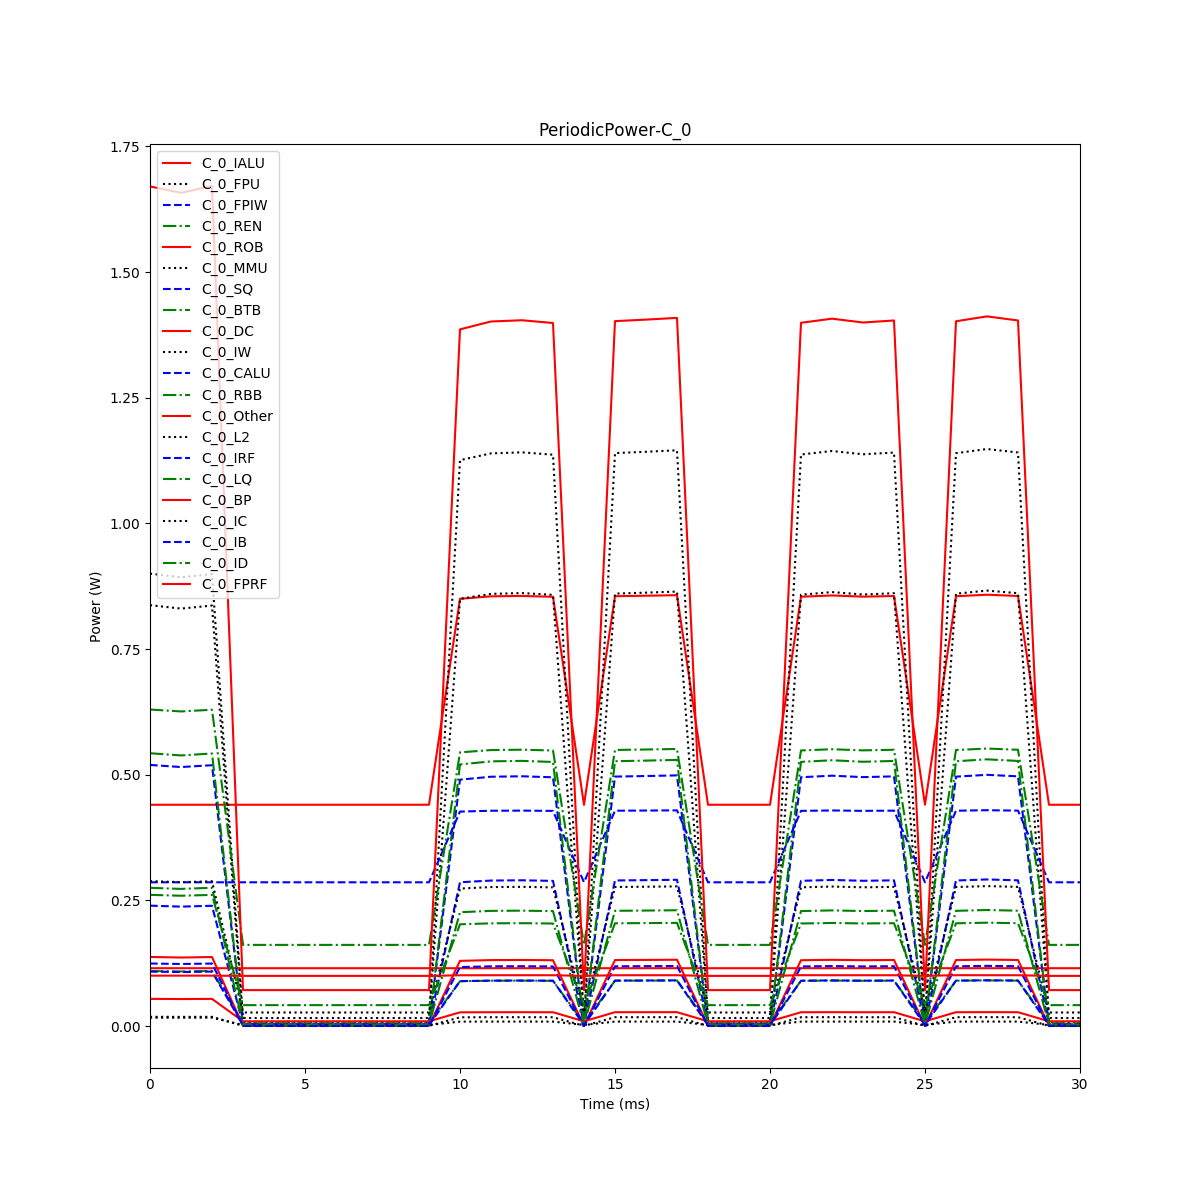 PeriodicPower-C_0
1.75
1.50
1.25
1.00
0.75
0.50
0.25
0.00
Power (W)
C_0_IALU
C_0_FPU
C_0_FPIW
C_0_REN
C_0_ROB
C_0_MMU
C_0_SQ
C_0_BTB
C_0_DC
C_0_IW
C_0_CALU
C_0_RBB
C_0_Other
C_0_L2
C_0_IRF
C_0_LQ
C_0_BP
C_0_IC
C_0_IB
C_0_ID
C_0_FPRF
0 5 10 15 20 25 30
Time (ms)